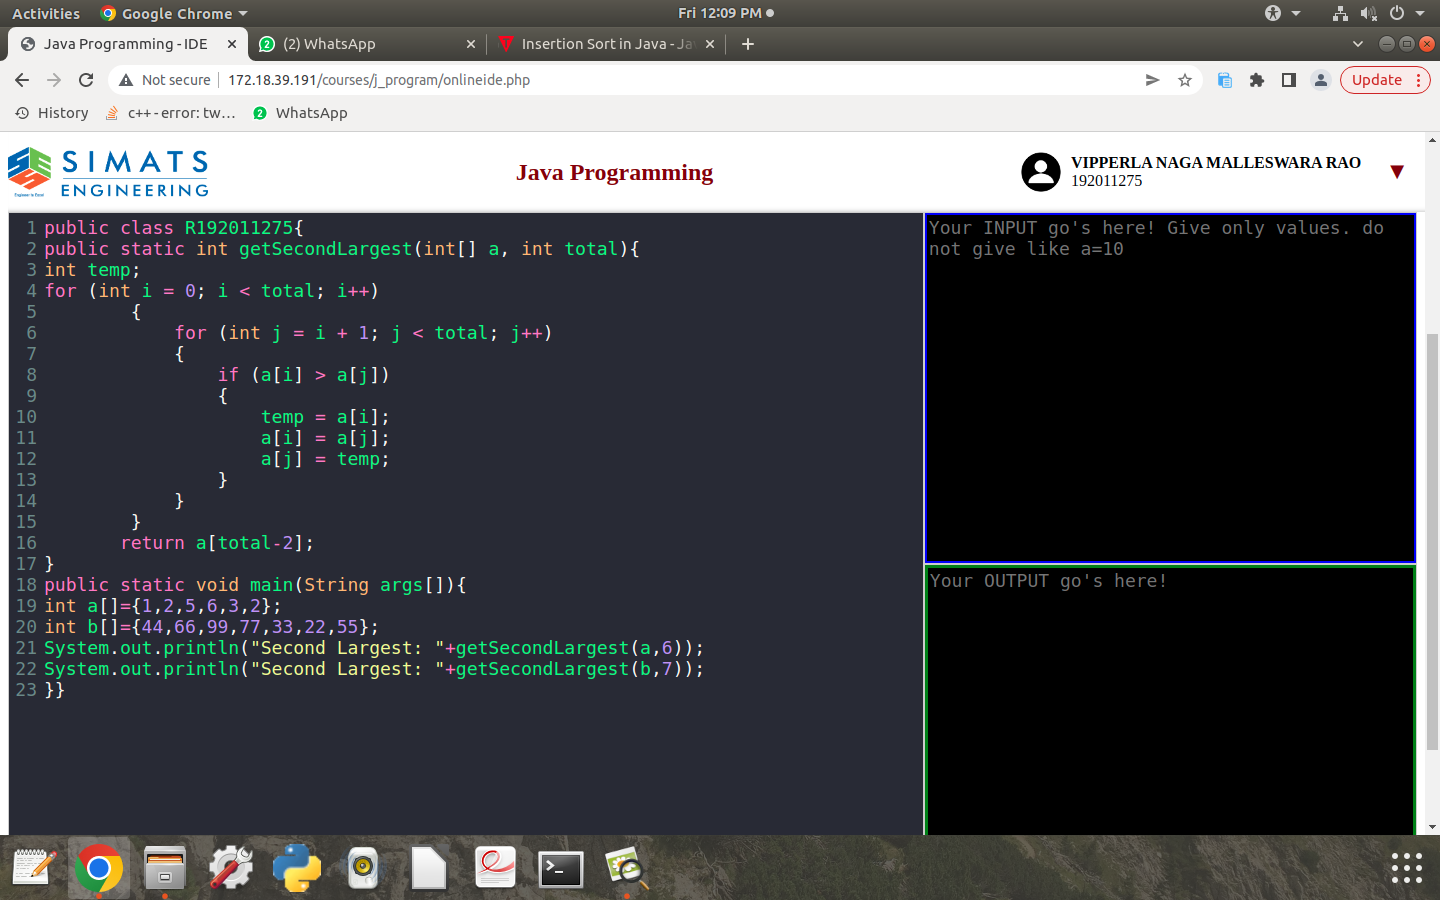 Activities Google Chrome Fri 12:09 PM
Java Programming - IDE (2) WhatsApp Insertion Sort in Java - Ja
Not secure 172.18.39.191/courses/j_program/onlineide.php Update
History c++ - error: tw... 2 WhatsApp
SIMATS
ENGINEERING
Java Programming
VIPPERLA NAGA MALLESWARA RAO
192011275
1 public class R192011275{
2 public static int getSecondLargest(int[] a, int total){
3 int temp;
4 for (int i = 0; i < total; i++)
5         {
6             for (int j = i + 1; j < total; j++)
7             {
8                 if (a[i] > a[j])
9                 {
10                     temp = a[i];
11                     a[i] = a[j];
12                     a[j] = temp;
13                 }
14             }
15         }
16        return a[total-2];
17 }
18 public static void main(String args[]){
19 int a[]={1,2,5,6,3,2};
20 int b[]={44,66,99,77,33,22,55};
21 System.out.println("Second Largest: "+getSecondLargest(a,6));
22 System.out.println("Second Largest: "+getSecondLargest(b,7));
23 }}
Your INPUT go's here! Give only values. do
not give like a=10
Your OUTPUT go's here!